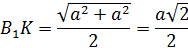 B₁K = √(a² + a²) / 2 = a√2 / 2